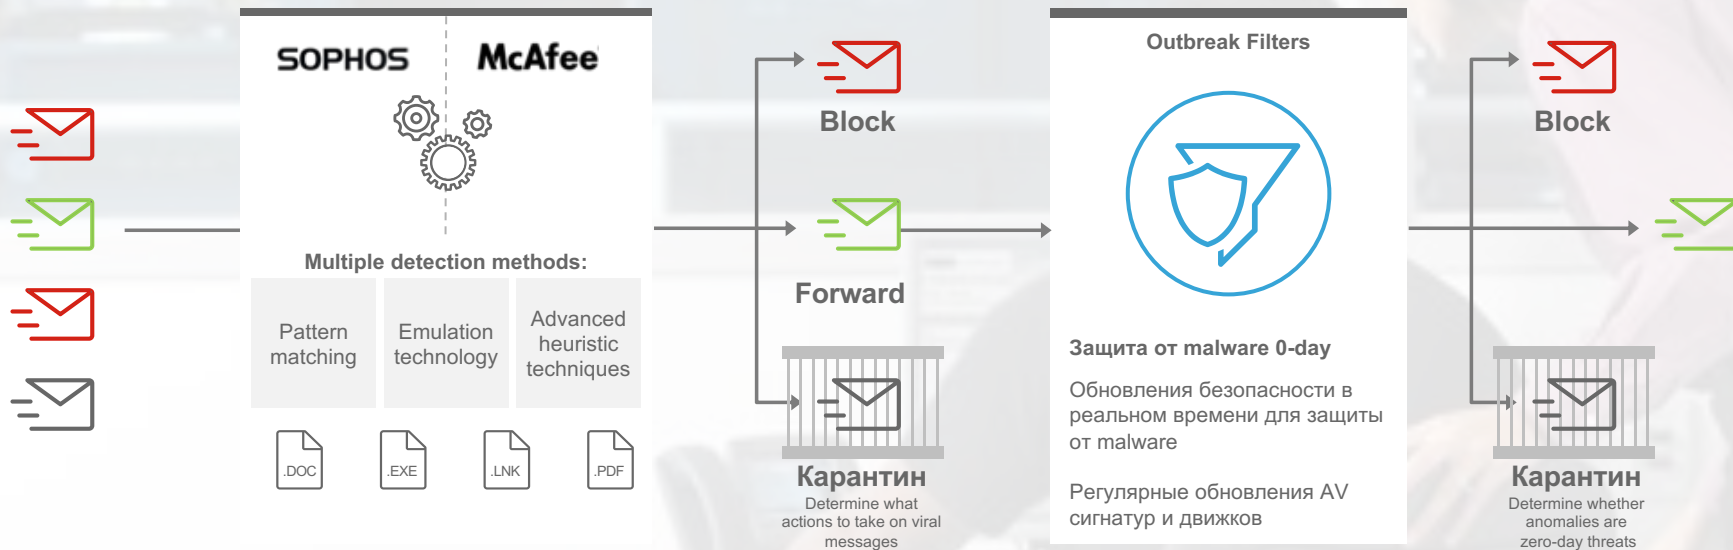 SOPHOS
McAfee
Multiple detection methods:
Pattern
matching
Emulation
technology
Advanced
heuristic
techniques
.DOC
.EXE
.LNK
.PDF
Block
Forward
Карантин
Determine what
actions to take on viral
messages
Outbreak Filters
Защита от malware 0-day
Обновления безопасности в
реальном времени для защиты
от malware
Регулярные обновления AV
сигнатур и движков
Block
Карантин
Determine whether
anomalies are
zero-day threats